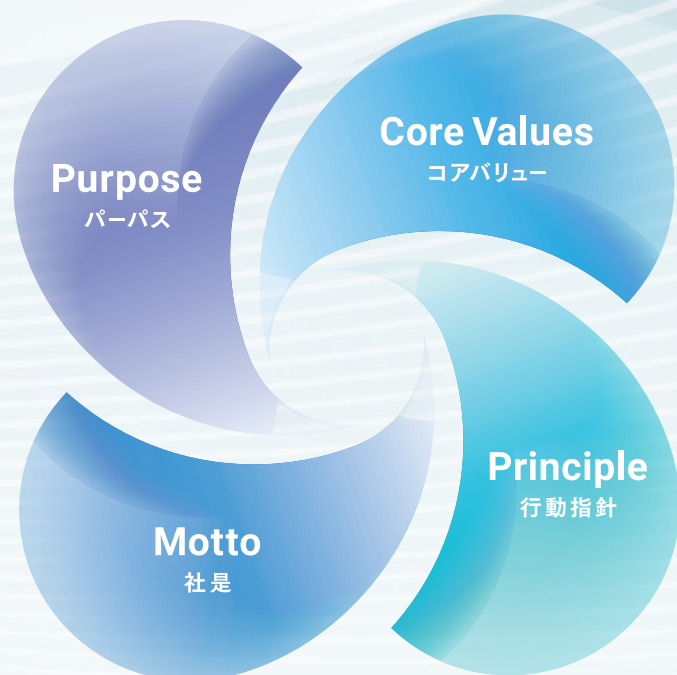 Purpose
パーパス
Core Values
コアバリュー
Principle
行動指針
Motto
社是